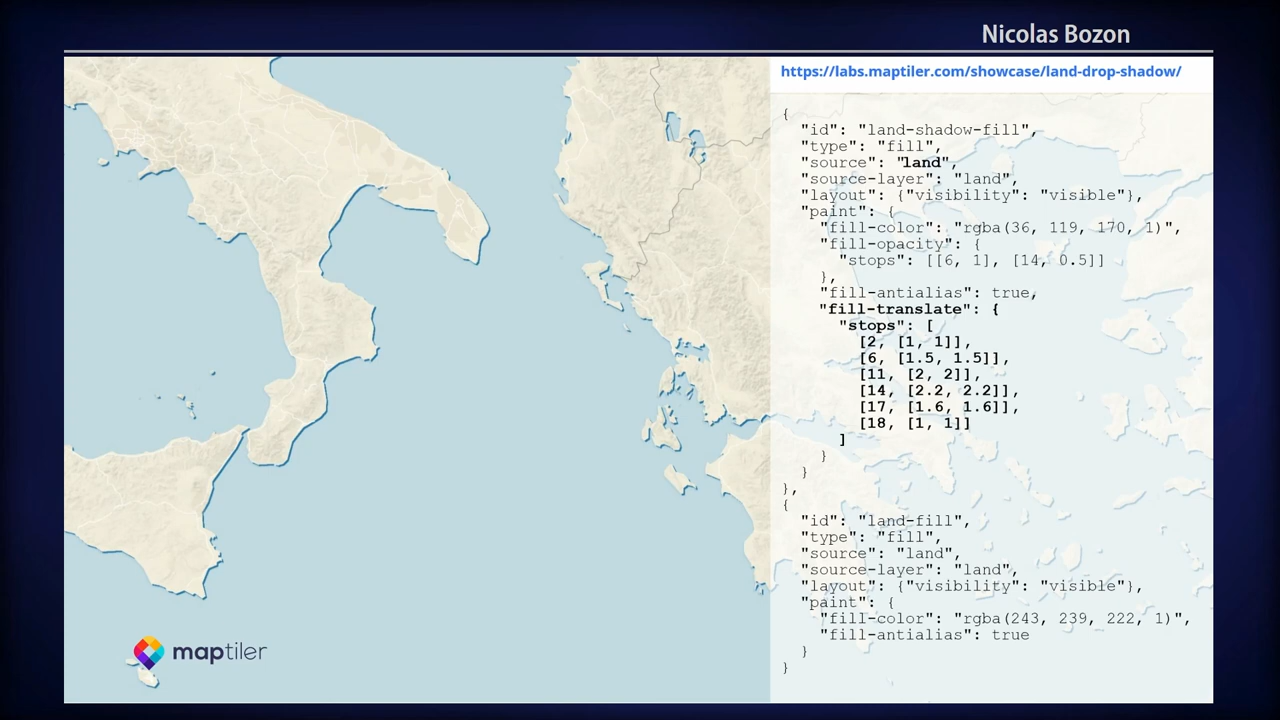 Nicolas Bozon
https://labs.maptiler.com/showcase/land-drop-shadow/
{
"id": "land-shadow-fill",
"type": "fill",
"source": "land",
"source-layer": "land",
"layout": {"visibility": "visible"},
"paint": {
"fill-color": "rgba(36, 119, 170, 1)",
"fill-opacity": {
"stops": [[6, 1], [14, 0.5]]
},
"fill-antialias": true,
"fill-translate": {
"stops": [
[2, [1, 1]],
[6, [1.5, 1.5]],
[11, [2, 2]],
[14, [2.2, 2.2]],
[17, [1.6, 1.6]],
[18, [1, 1]]
]
}
}
},
{
"id": "land-fill",
"type": "fill",
"source": "land",
"source-layer": "land",
"layout": {"visibility": "visible"},
"paint": {
"fill-color": "rgba(243, 239, 222, 1)",
"fill-antialias": true
}
}
maptiler